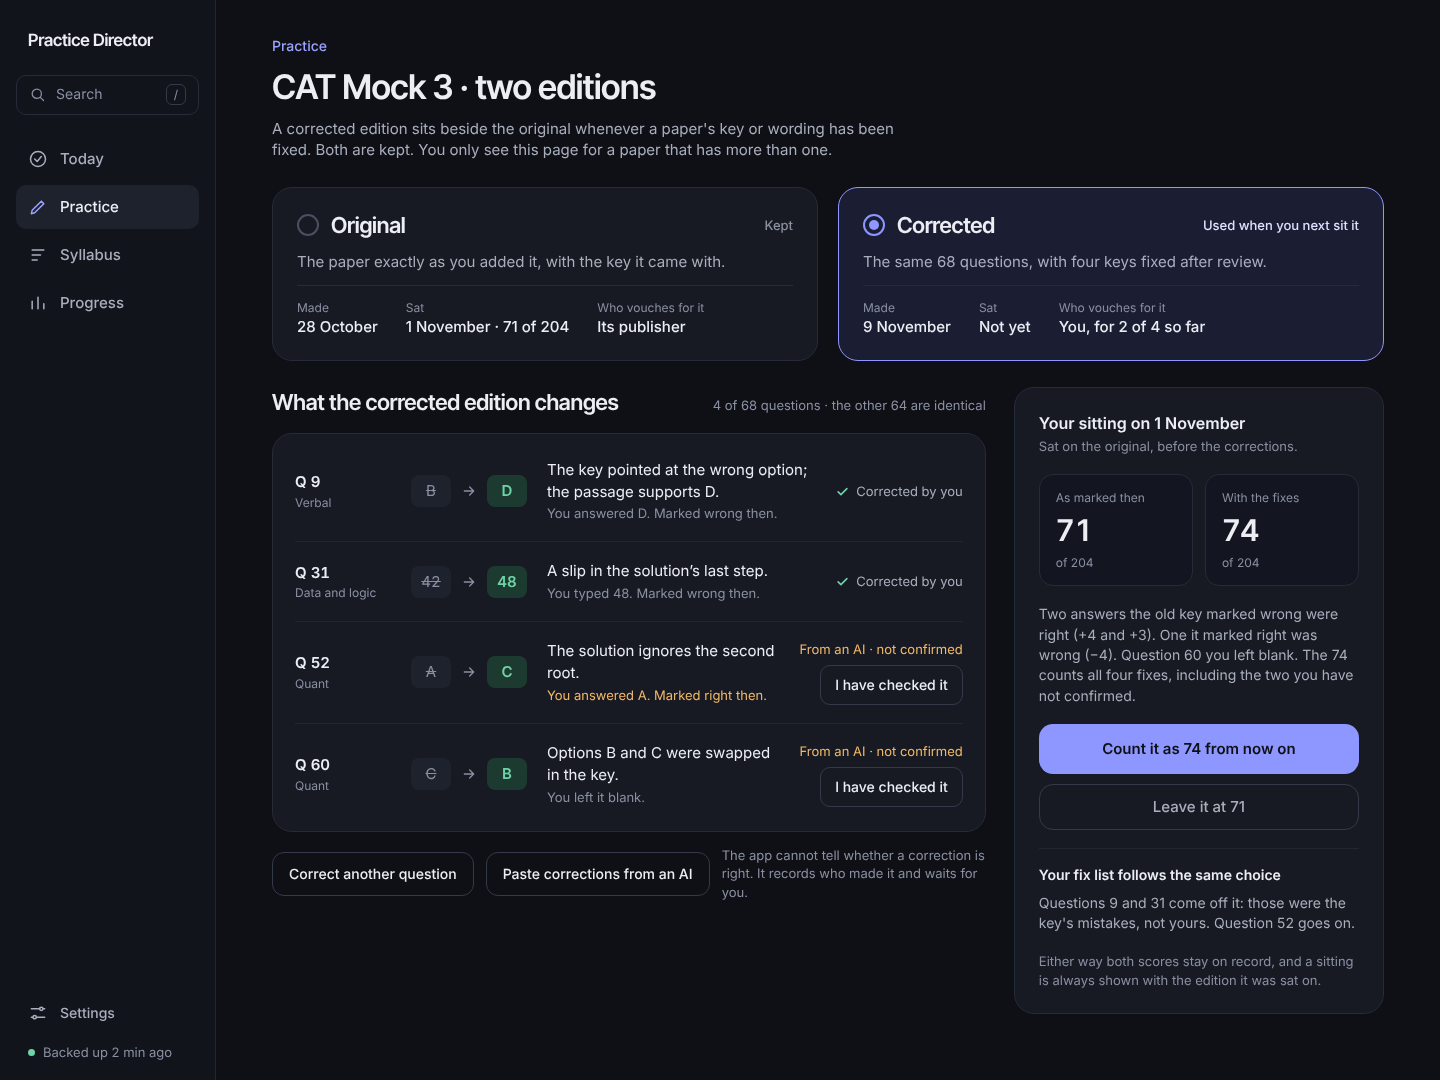 Practice Director
Search /
Today
Practice
Syllabus
Progress
Settings
Backed up 2 min ago
Practice
CAT Mock 3 · two editions
A corrected edition sits beside the original whenever a paper's key or wording has been
fixed. Both are kept. You only see this page for a paper that has more than one.
Original
Kept
The paper exactly as you added it, with the key it came with.
Made
28 October
Sat
1 November · 71 of 204
Who vouches for it
Its publisher
Corrected
Used when you next sit it
The same 68 questions, with four keys fixed after review.
Made
9 November
Sat
Not yet
Who vouches for it
You, for 2 of 4 so far
What the corrected edition changes
4 of 68 questions · the other 64 are identical
Q 9
Verbal
B → D
The key pointed at the wrong option;
the passage supports D.
You answered D. Marked wrong then.
Corrected by you
Q 31
Data and logic
42 → 48
A slip in the solution’s last step.
You typed 48. Marked wrong then.
Corrected by you
Q 52
Quant
A → C
The solution ignores the second
root.
You answered A. Marked right then.
From an AI · not confirmed
I have checked it
Q 60
Quant
C → B
Options B and C were swapped
in the key.
You left it blank.
From an AI · not confirmed
I have checked it
Correct another question
Paste corrections from an AI
The app cannot tell whether a correction is
right. It records who made it and waits for
you.
Your sitting on 1 November
Sat on the original, before the corrections.
As marked then
71
of 204
With the fixes
74
of 204
Two answers the old key marked wrong were
right (+4 and +3). One it marked right was
wrong (−4). Question 60 you left blank. The 74
counts all four fixes, including the two you have
not confirmed.
Count it as 74 from now on
Leave it at 71
Your fix list follows the same choice
Questions 9 and 31 come off it: those were the
key's mistakes, not yours. Question 52 goes on.
Either way both scores stay on record, and a sitting
is always shown with the edition it was sat on.